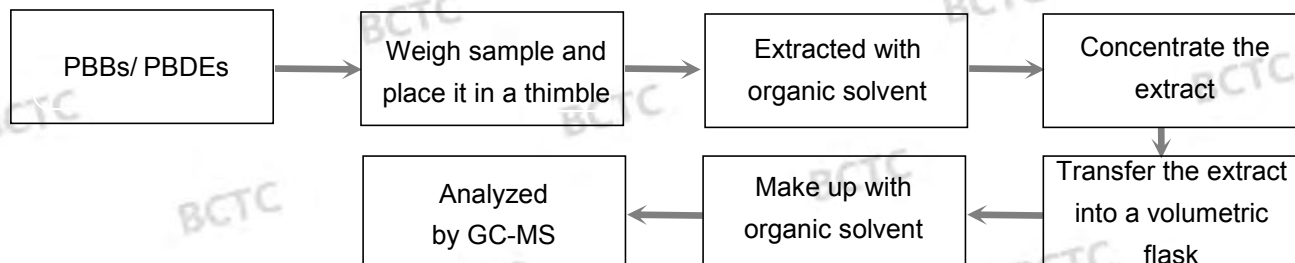 PBBs/ PBDEs
Weigh sample and
place it in a thimble
Extracted with
organic solvent
Concentrate the
extract
Transfer the extract
into a volumetric
flask
Make up with
organic solvent
Analyzed
by GC-MS
BCTC
BCTC
BCTC
BCTC
BCTC
BCTC
BCTC
BCTC